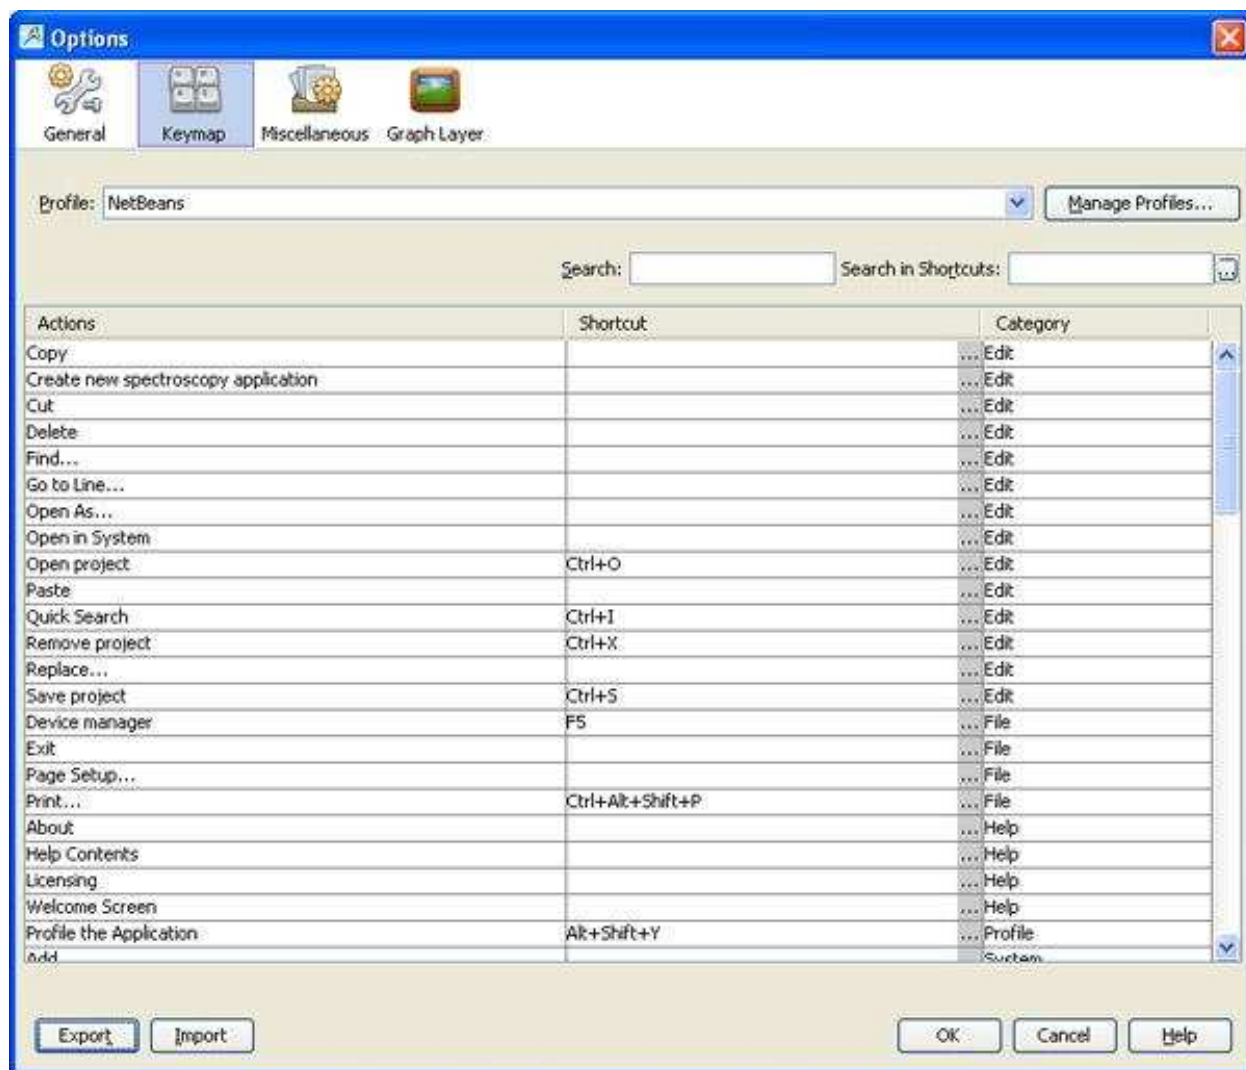 Options
General Keymap Miscellaneous Graph Layer
Profile: NetBeans Manage Profiles...
Search: Search in Shortcuts: ...
Actions Shortcut Category
Copy ... Edit
Create new spectroscopy application ... Edit
Cut ... Edit
Delete ... Edit
Find... ... Edit
Go to Line... ... Edit
Open As... ... Edit
Open in System ... Edit
Open project Ctrl+O ... Edit
Paste ... Edit
Quick Search Ctrl+I ... Edit
Remove project Ctrl+X ... Edit
Replace... ... Edit
Save project Ctrl+S ... Edit
Device manager F5 ... File
Exit ... File
Page Setup... ... File
Print... Ctrl+Alt+Shift+P ... File
About ... Help
Help Contents ... Help
Licensing ... Help
Welcome Screen ... Help
Profile the Application Alt+Shift+Y ... Profile
Add System
Export Import OK Cancel Help